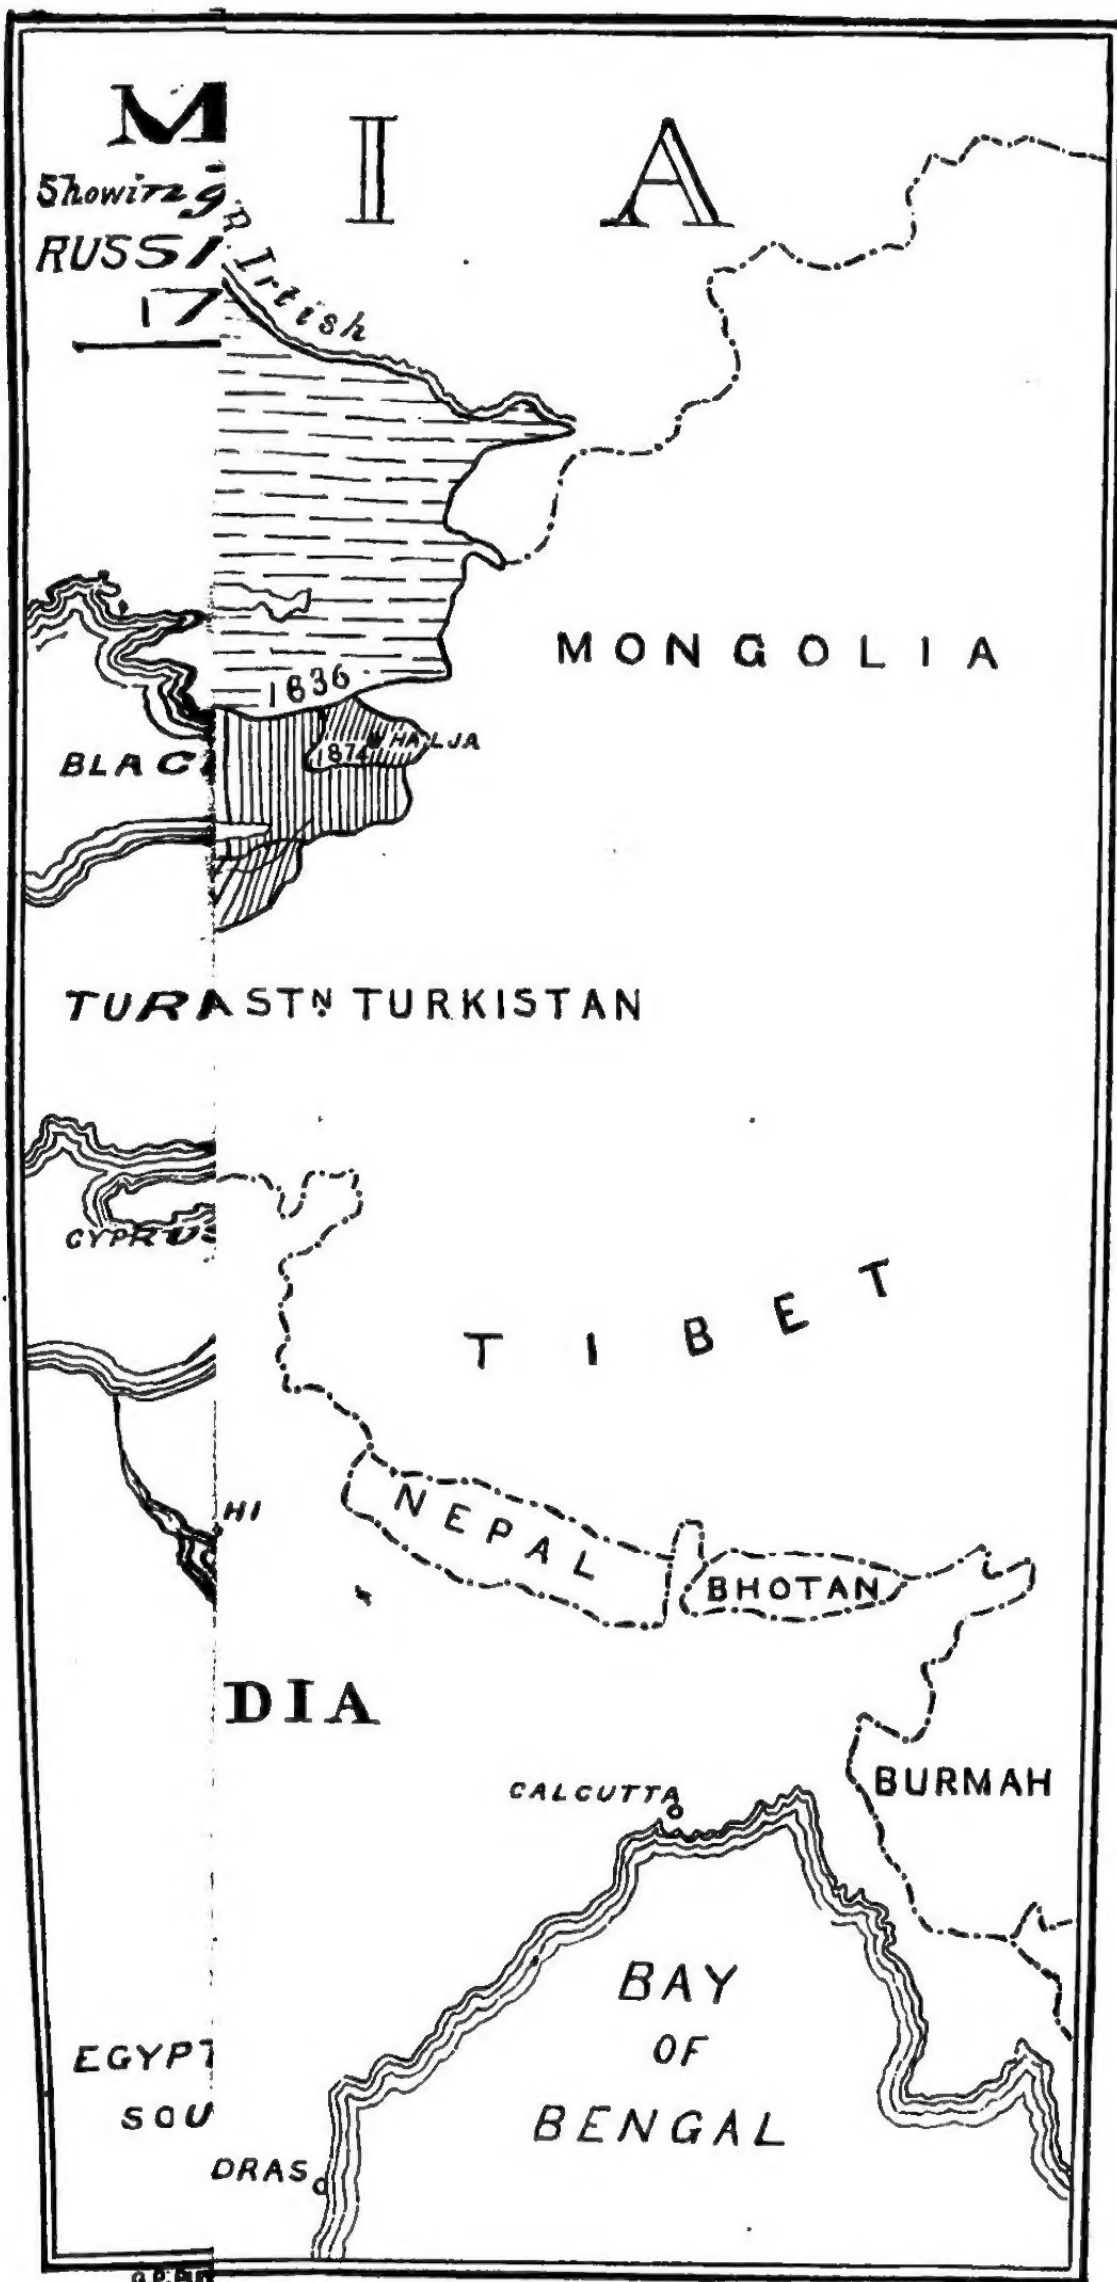 M
I A
Showing
RUSSI
17
R Irtish
MONGOLIA
1836
1874
BLAC
TURA STN TURKISTAN
CYPRUS
TIBET
HI
NEPAL
BHOTAN
DIA
BURMAH
CALCUTTA
BAY
OF
BENGAL
EGYPT
SOU
DRAS